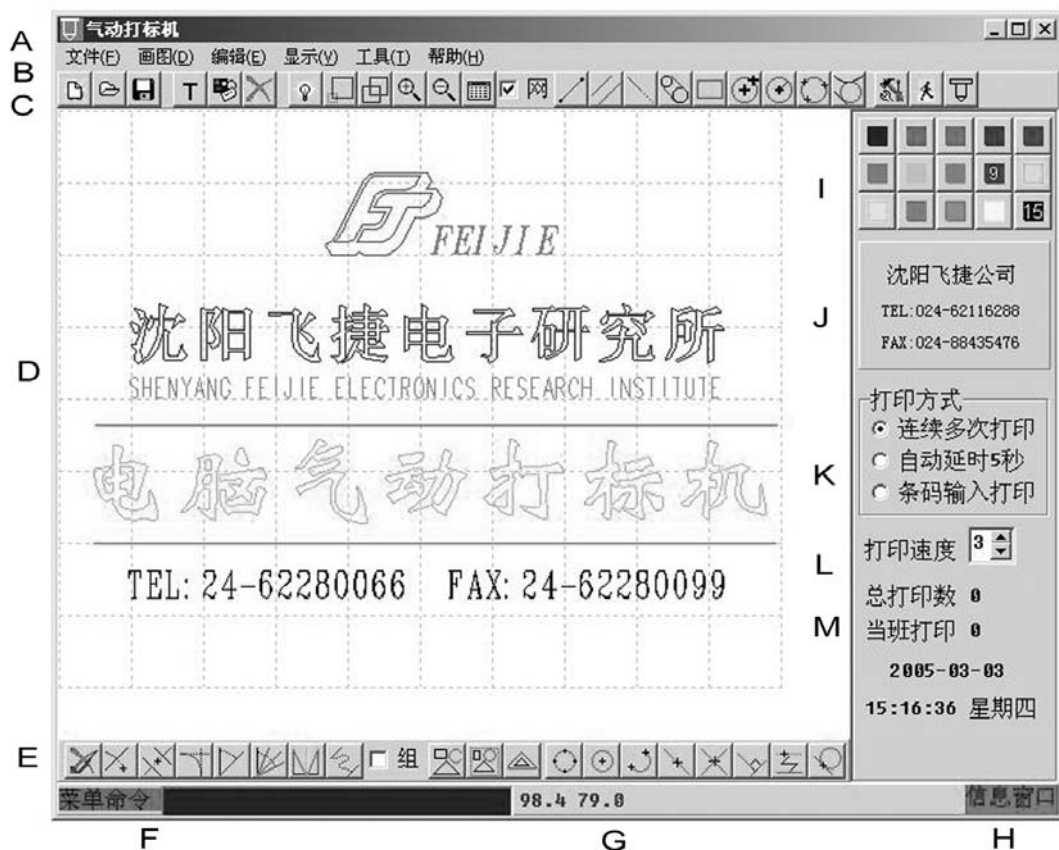 气动打标机
A
文件(F) 画图(D) 编辑(E) 显示(V) 工具(T) 帮助(H)
B
T 网
C
9
I
15
FEIJIE
沈阳飞捷公司
沈阳飞捷电子研究所
J
TEL:024-62116288
FAX:024-88435476
D
SHENYANG FEIJIE ELECTRONICS RESEARCH INSTITUTE
打印方式
连续多次打印
电脑气动打标机
K
自动延时5秒
条码输入打印
打印速度 3
L
TEL: 24-62280066 FAX: 24-62280099
总打印数 0
M
当班打印 0
2005-03-03
15:16:36 星期四
E
组
菜单命令 98.4 79.0 信息窗口
F G H